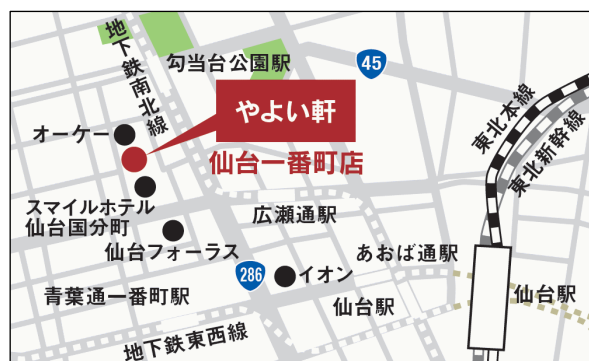 地下鉄南北線
勾当台公園駅
45
やよい軒
仙台一番町店
オーケー
東北本線
東北新幹線
スマイルホテル
仙台国分町
広瀬通駅
仙台フォーラス
あおば通駅
286
イオン
青葉通一番町駅
仙台駅
仙台駅
地下鉄東西線